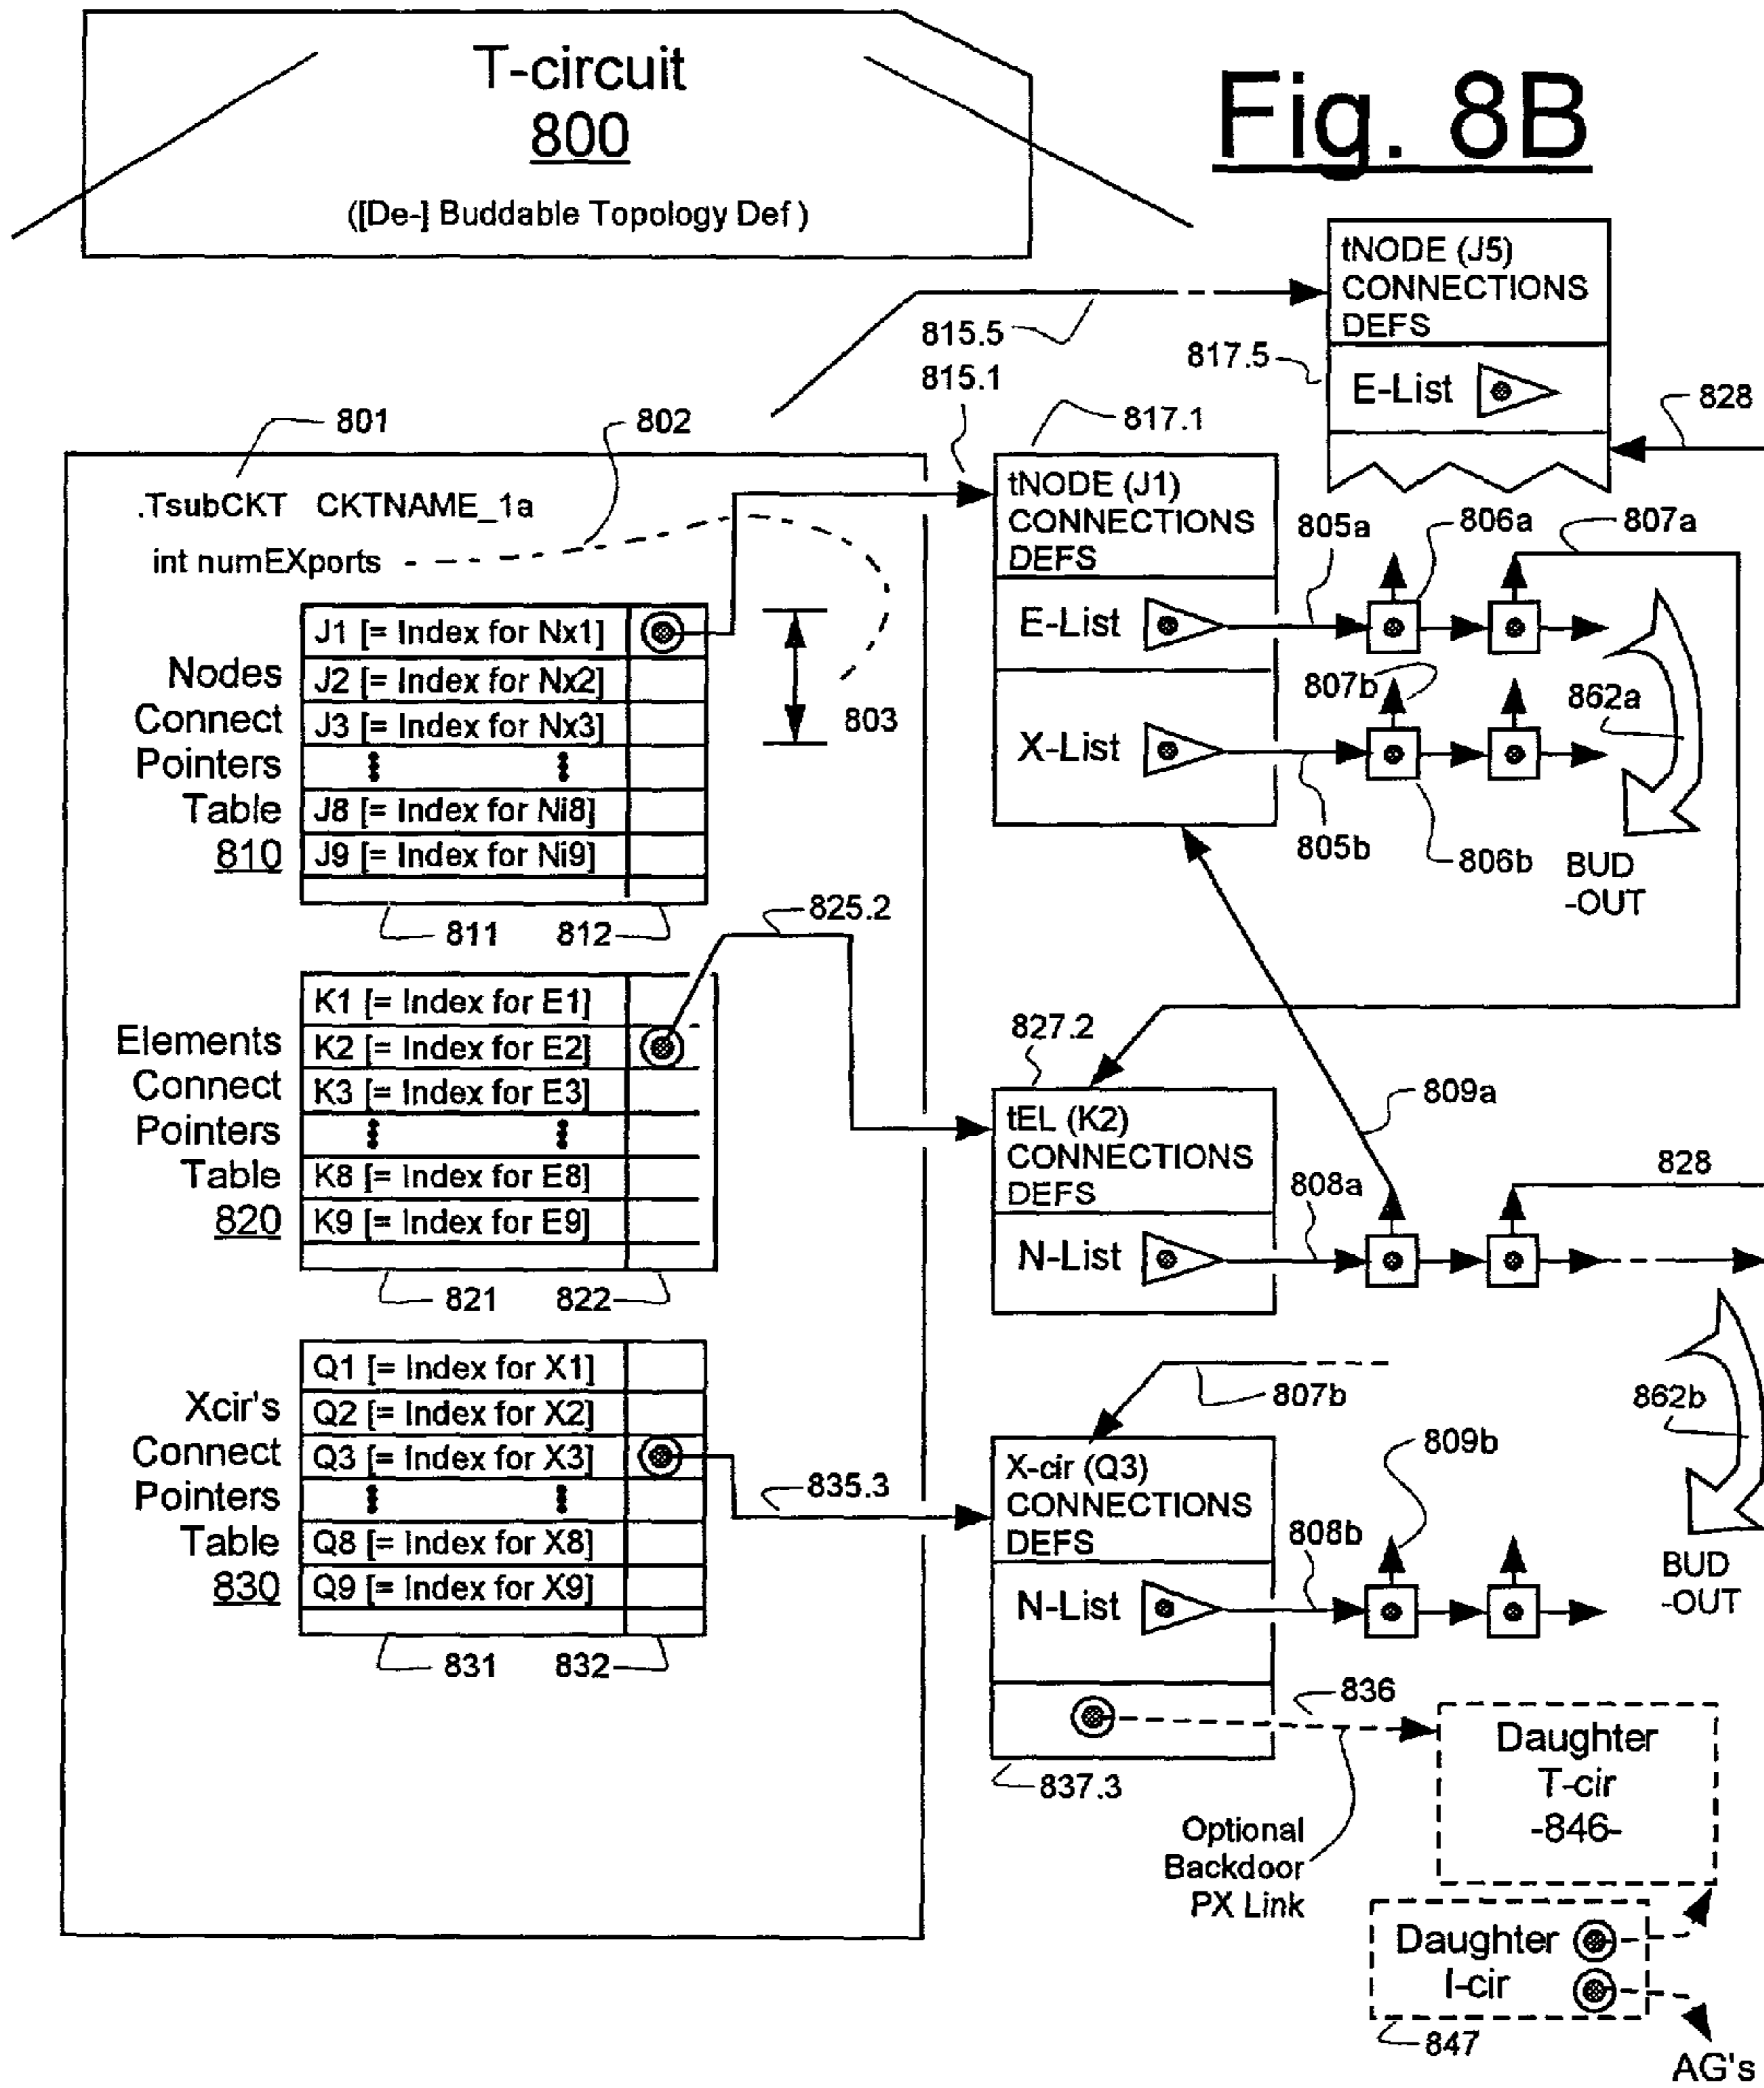 T-circuit
800
([De-] Buddable Topology Def )
Fig. 8B
tNODE (J5)
CONNECTIONS
DEFS
E-List
815.5
815.1
817.5
828
801
802
817.1
.TsubCKT CKTNAME_1a
int numEXports
803
Nodes
Connect
Pointers
Table
810
J1 [= Index for Nx1]
J2 [= Index for Nx2]
J3 [= Index for Nx3]
J8 [= Index for Ni8]
J9 [= Index for Ni9]
811
812
tNODE (J1)
CONNECTIONS
DEFS
E-List
X-List
805a
806a
807a
807b
862a
805b
806b
BUD
-OUT
825.2
Elements
Connect
Pointers
Table
820
K1 [= Index for E1]
K2 [= Index for E2]
K3 [= Index for E3]
K8 [= Index for E8]
K9 [= Index for E9]
821
822
827.2
tEL (K2)
CONNECTIONS
DEFS
N-List
809a
808a
828
Xcir's
Connect
Pointers
Table
830
Q1 [= Index for X1]
Q2 [= Index for X2]
Q3 [= Index for X3]
Q8 [= Index for X8]
Q9 [= Index for X9]
831
832
835.3
807b
862b
809b
X-cir (Q3)
CONNECTIONS
DEFS
N-List
808b
BUD
-OUT
836
837.3
Optional
Backdoor
PX Link
Daughter
T-cir
-846-
Daughter
I-cir
847
AG's